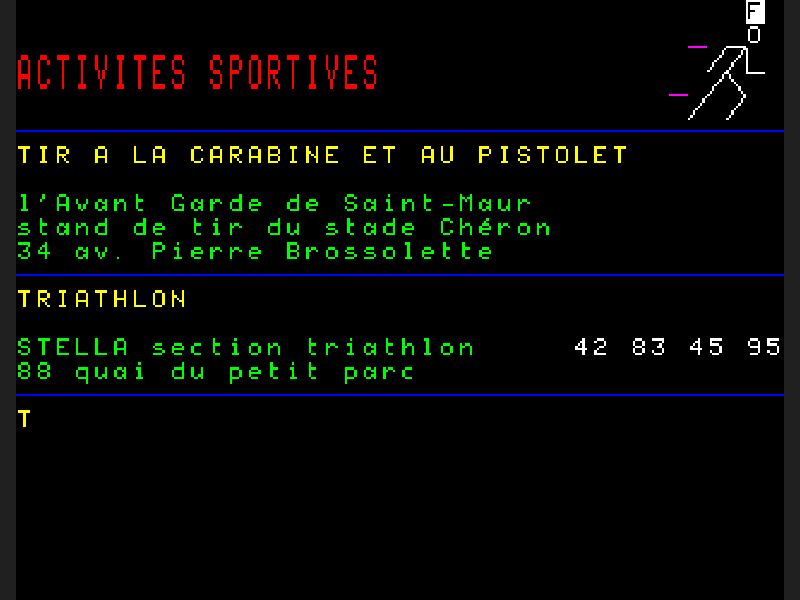 F
ACTIVITES SPORTIVES
TIR A LA CARABINE ET AU PISTOLET
l'Avant Garde de Saint-Maur
stand de tir du stade Chéron
34 av. Pierre Brossolette
TRIATHLON
STELLA section triathlon 42 83 45 95
88 quai du petit parc
T